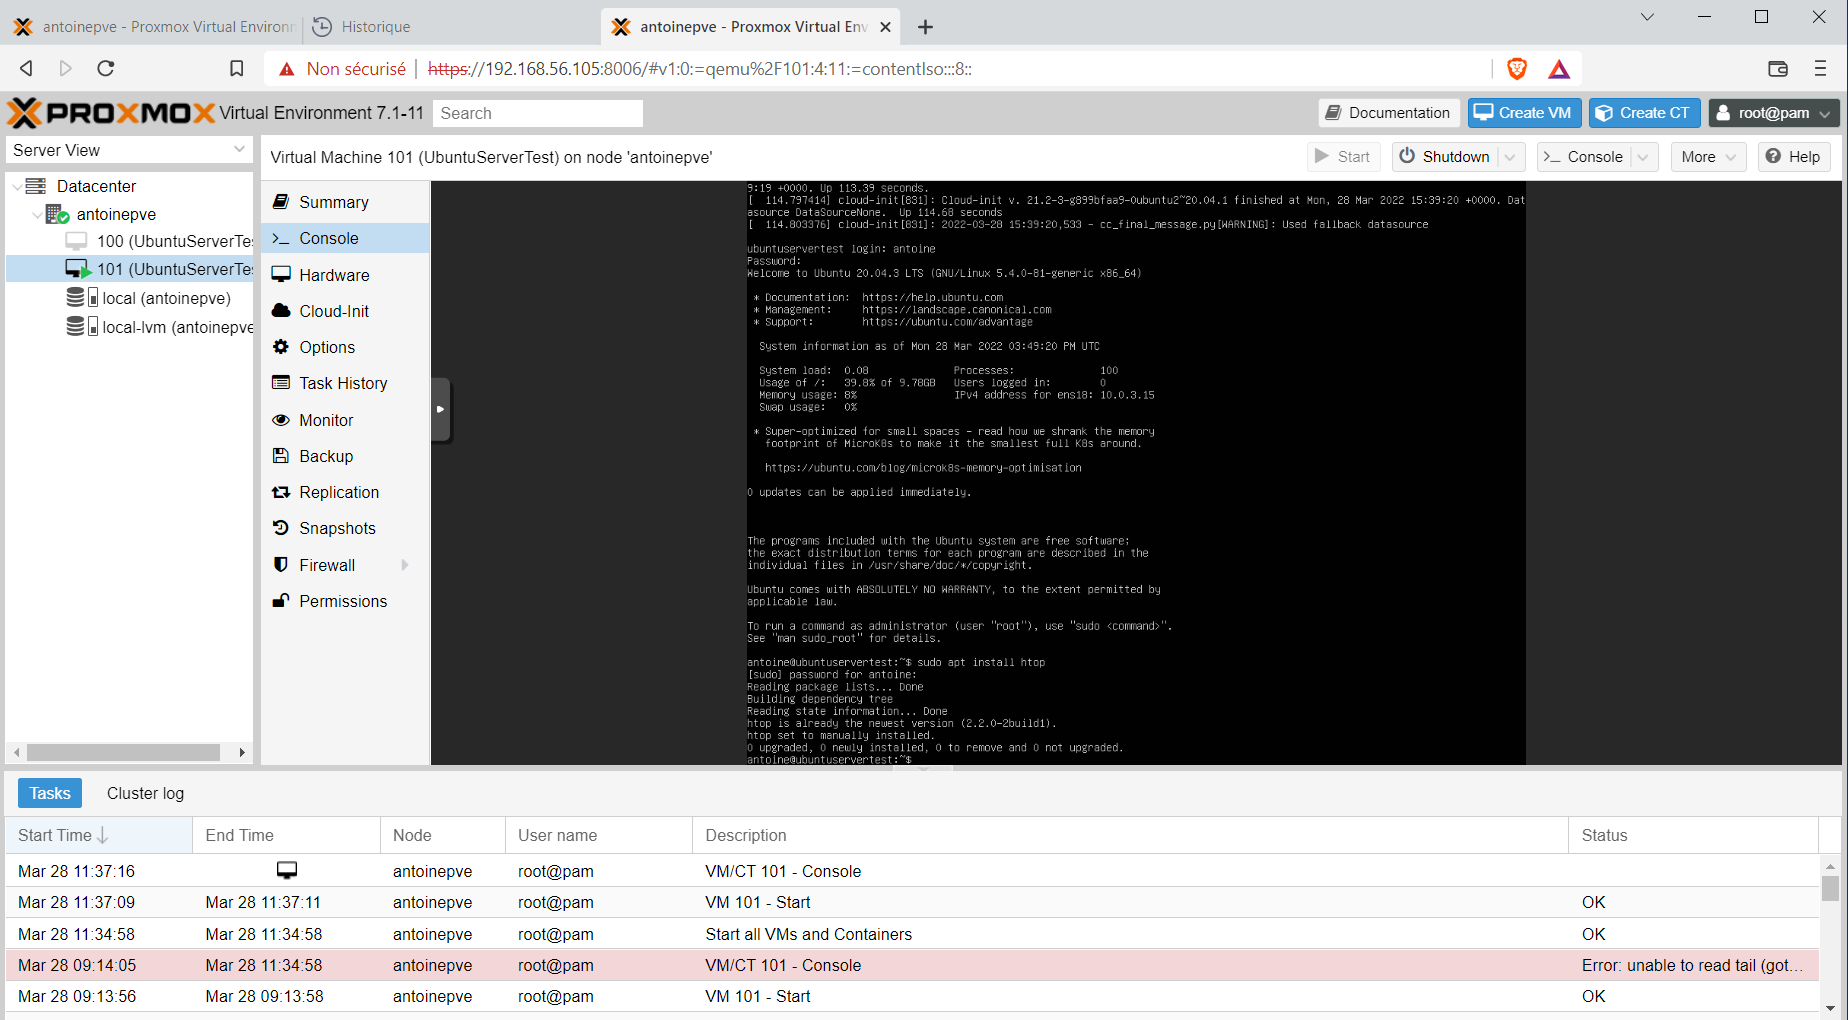 antoinepve - Proxmox Virtual Environm
Historique
antoinepve - Proxmox Virtual Env
Non sécurisé
https://192.168.56.105:8006/#v1:0:=qemu%2F101:4:11:=contentIso:::8::
PROXMOX Virtual Environment 7.1-11
Search
Documentation
Create VM
Create CT
root@pam
Server View
Virtual Machine 101 (UbuntuServerTest) on node 'antoinepve'
Start
Shutdown
Console
More
Help
Datacenter
antoinepve
100 (UbuntuServerTes
101 (UbuntuServerTes
local (antoinepve)
local-lvm (antoinepve
Summary
Console
Hardware
Cloud-Init
Options
Task History
Monitor
Backup
Replication
Snapshots
Firewall
Permissions
9:19 +0000. Up 113.39 seconds.
[  114.797414] cloud-init[831]: Cloud-init v. 21.2-3-g899bfaa9-0ubuntu2~20.04.1 finished at Mon, 28 Mar 2022 15:39:20 +0000. Dat
asource DataSourceNone.  Up 114.68 seconds
[  114.803376] cloud-init[831]: 2022-03-28 15:39:20,533 - cc_final_message.py[WARNING]: Used fallback datasource
ubuntuservertest login: antoine
Password:
Welcome to Ubuntu 20.04.3 LTS (GNU/Linux 5.4.0-81-generic x86_64)
* Documentation:  https://help.ubuntu.com
* Management:     https://landscape.canonical.com
* Support:        https://ubuntu.com/advantage
System information as of Mon 28 Mar 2022 03:49:20 PM UTC
System load:  0.08              Processes:              100
Usage of /:   39.8% of 9.78GB   Users logged in:        0
Memory usage: 8%                IPv4 address for ens18: 10.0.3.15
Swap usage:   0%
* Super-optimized for small spaces - read how we shrank the memory
footprint of MicroK8s to make it the smallest full K8s around.
https://ubuntu.com/blog/microk8s-memory-optimisation
0 updates can be applied immediately.
The programs included with the Ubuntu system are free software;
the exact distribution terms for each program are described in the
individual files in /usr/share/doc/*/copyright.
Ubuntu comes with ABSOLUTELY NO WARRANTY, to the extent permitted by
applicable law.
To run a command as administrator (user "root"), use "sudo <command>".
See "man sudo_root" for details.
antoine@ubuntuservertest:~$ sudo apt install htop
[sudo] password for antoine:
Reading package lists... Done
Building dependency tree
Reading state information... Done
htop is already the newest version (2.2.0-2build1).
htop set to manually installed.
0 upgraded, 0 newly installed, 0 to remove and 0 not upgraded.
antoine@ubuntuservertest:~$
Tasks
Cluster log
Start Time End Time Node User name Description Status
Mar 28 11:37:16 antoinepve root@pam VM/CT 101 - Console
Mar 28 11:37:09 Mar 28 11:37:11 antoinepve root@pam VM 101 - Start OK
Mar 28 11:34:58 Mar 28 11:34:58 antoinepve root@pam Start all VMs and Containers OK
Mar 28 09:14:05 Mar 28 11:34:58 antoinepve root@pam VM/CT 101 - Console Error: unable to read tail (got...
Mar 28 09:13:56 Mar 28 09:13:58 antoinepve root@pam VM 101 - Start OK